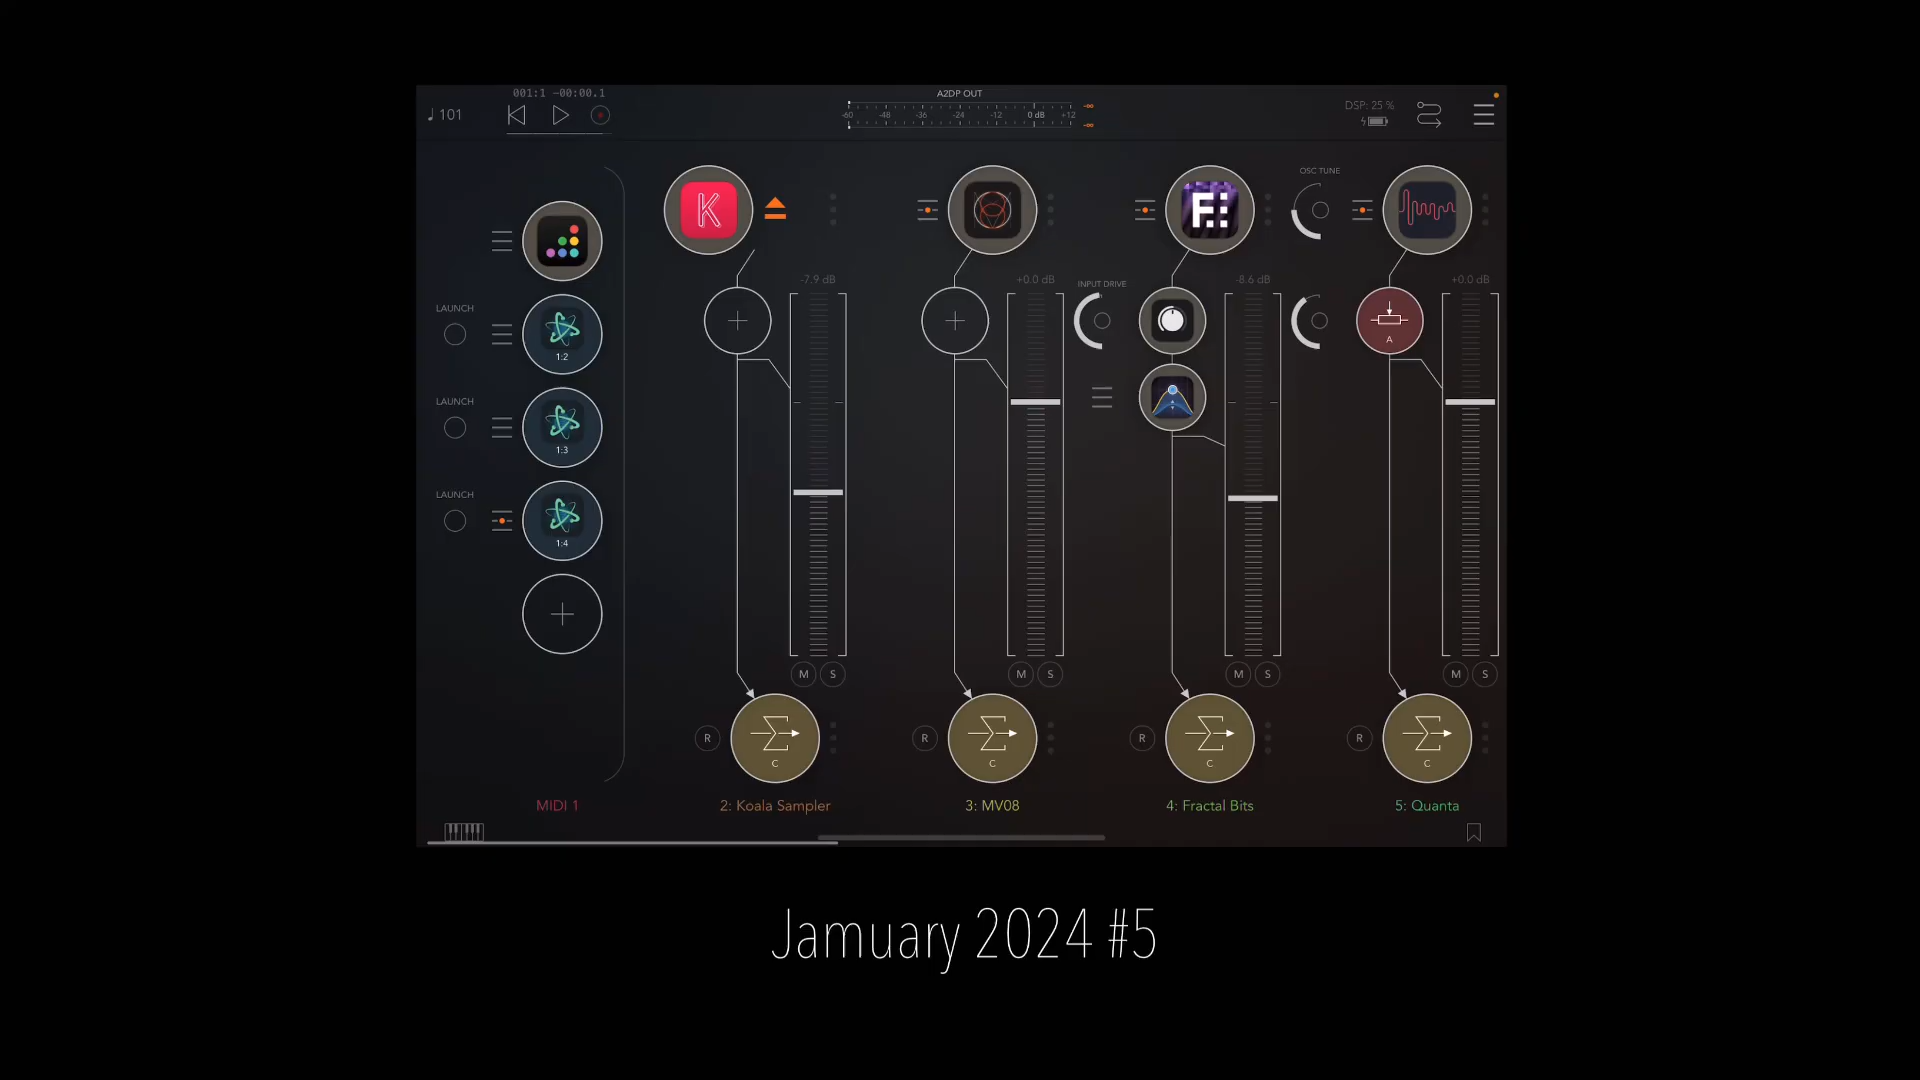 001:1 -00:00.1
A2DP OUT
♩101
-60 -48 -36 -24 -12 0 dB +12
-∞
-∞
DSP: 25 %
K
OSC TUNE
LAUNCH
-7.9 dB
+0.0 dB
INPUT DRIVE
-8.6 dB
+0.0 dB
1:2
A
LAUNCH
1:3
LAUNCH
1:4
M S
M S
M S
M S
R
R
R
R
C
C
C
C
MIDI 1
2: Koala Sampler
3: MV08
4: Fractal Bits
5: Quanta
Jamuary 2024 #5